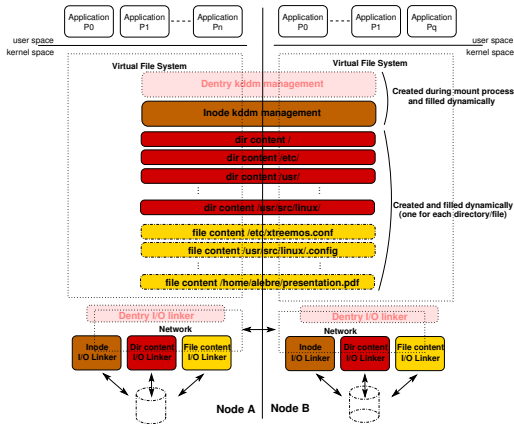 Application P0
Application P1
Application Pn
Application P0
Application P1
Application Pq
user space
kernel space
user space
kernel space
Virtual File System
Virtual File System
Dentry kddm management
Inode kddm management
Created during mount process
and filled dynamically
dir content /
dir content /etc/
dir content /usr/
dir content /usr/src/linux/
Created and filled dynamically
(one for each directory/file)
file content /etc/xtreemos.conf
file content /usr/src/linux/.config
file content /home/alebre/presentation.pdf
Dentry I/O linker
Dentry I/O linker
Network
Network
Inode I/O Linker
Dir content I/O Linker
File content I/O Linker
Inode I/O Linker
Dir content I/O Linker
File content I/O Linker
Node A
Node B